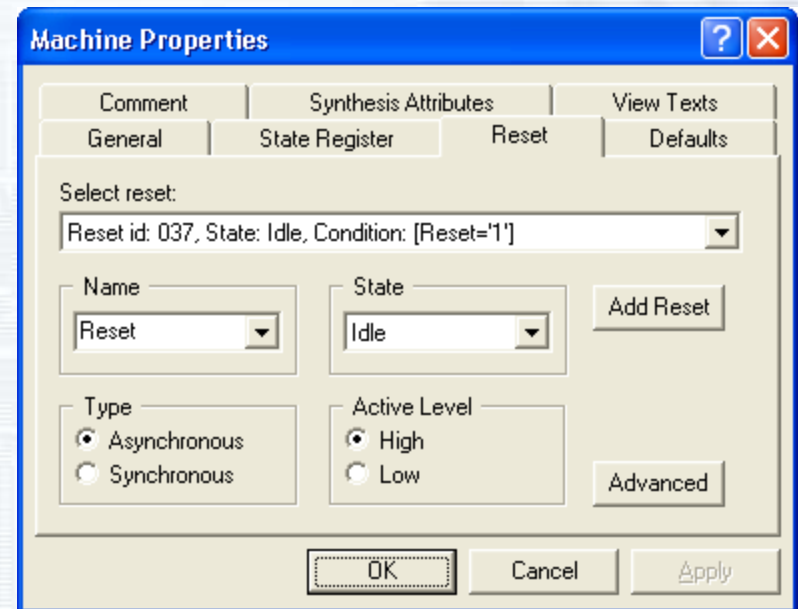 Machine Properties
Comment Synthesis Attributes View Texts
General State Register Reset Defaults
Select reset:
Reset id: 037, State: Idle, Condition: [Reset='1']
Name State
Add Reset
Reset Idle
Type Active Level
Asynchronous High
Synchronous Low
Advanced
OK Cancel Apply